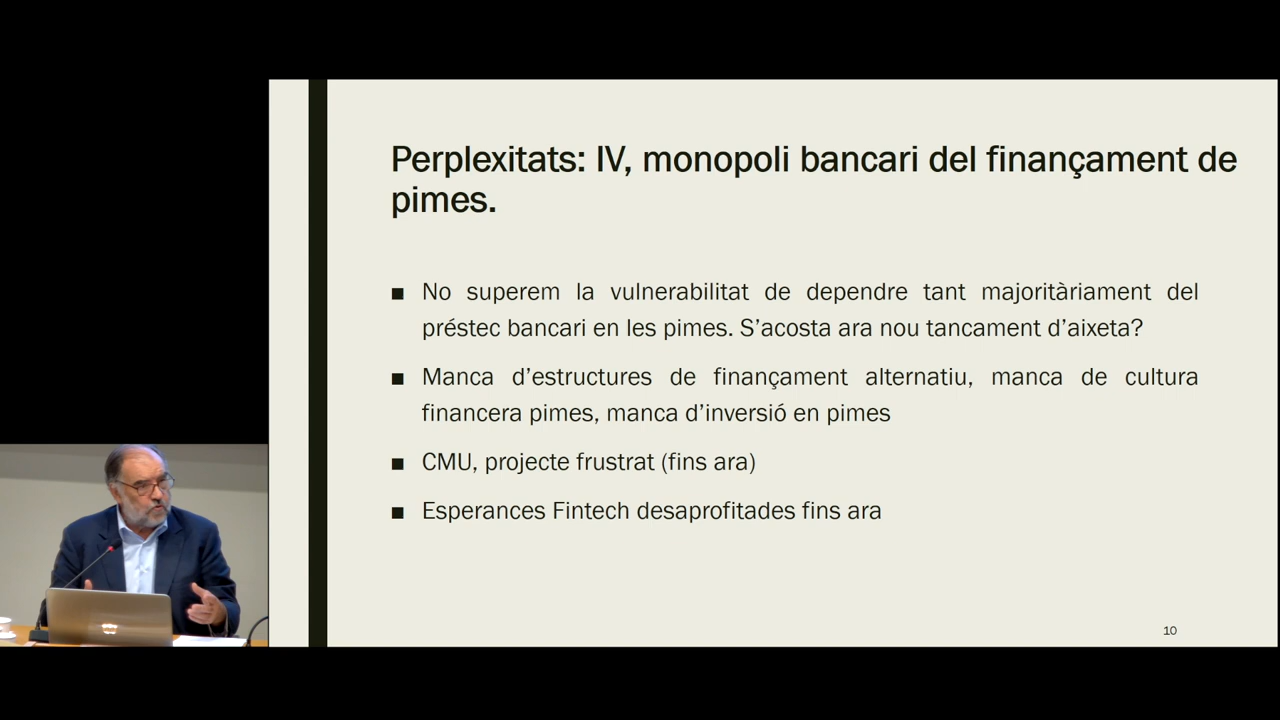 Perplexitats: IV, monopoli bancari del finançament de
pimes.
■ No superem la vulnerabilitat de dependre tant majoritàriament del
préstec bancari en les pimes. S’acosta ara nou tancament d’aixeta?
■ Manca d’estructures de finançament alternatiu, manca de cultura
financera pimes, manca d’inversió en pimes
■ CMU, projecte frustrat (fins ara)
■ Esperances Fintech desaprofitades fins ara
10